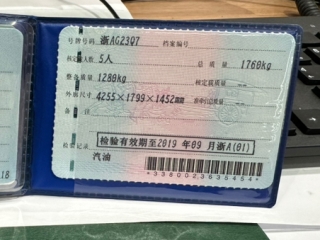 号牌号码 浙AG23Q7 档案编号
核定载人数 5人 总质量 1760kg
整备质量 1280kg 核定载质量 --
外廓尺寸 4255×1799×1452mm 准牵引总质量 --
备注
检验有效期至2019年09月浙A(01)
检验记录
汽油